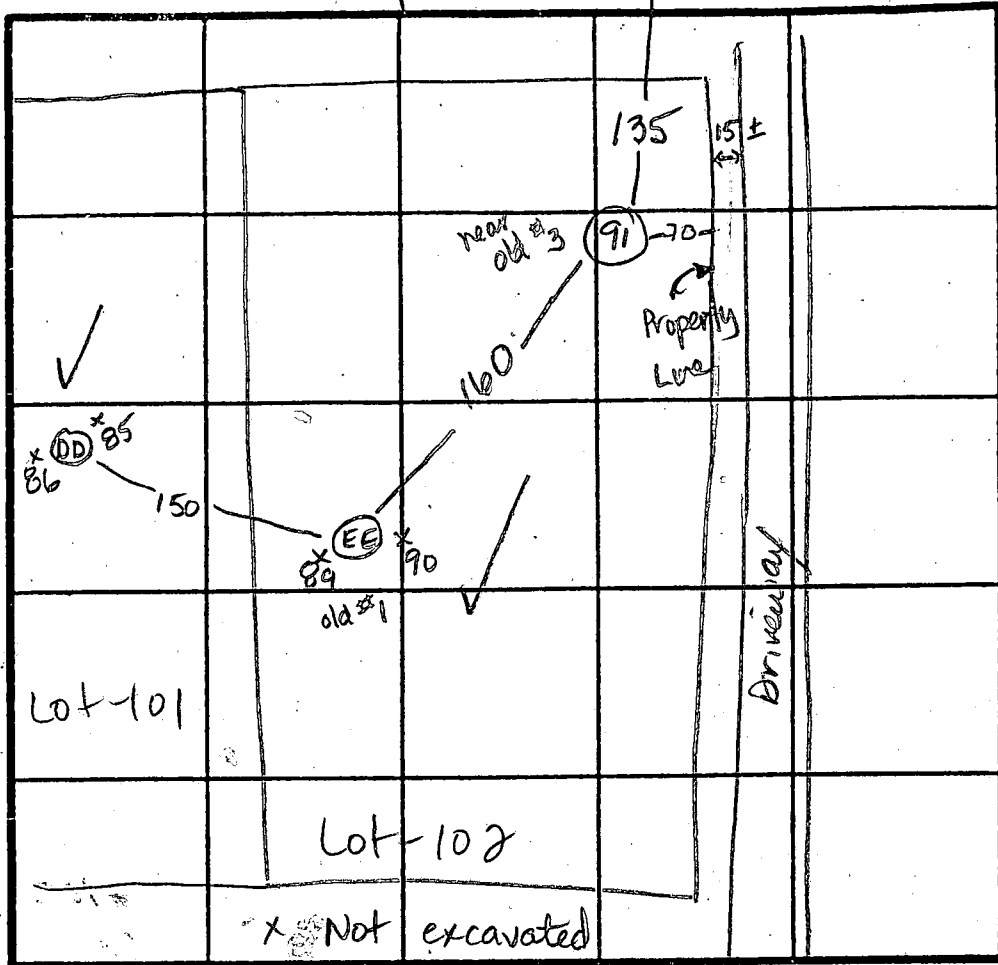 135
15 ±
near
old #3
91
70
Property
Line
160
x 85
DD
x 86
150
EE
x 89
x 90
old #1
Driveway
Lot-101
Lot-102
x Not excavated